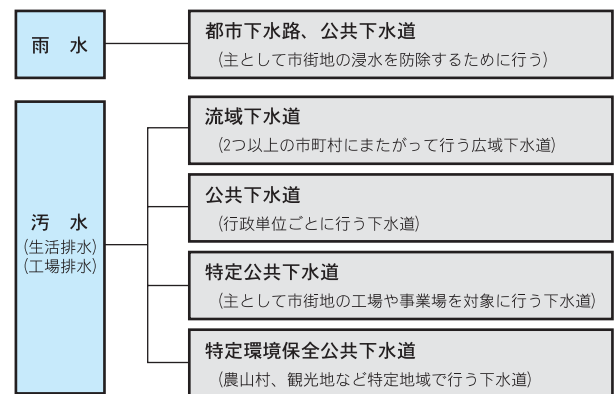 雨　水
都市下水路、公共下水道
(主として市街地の浸水を防除するために行う)
汚　水
(生活排水)
(工場排水)
流域下水道
(2つ以上の市町村にまたがって行う広域下水道)
公共下水道
(行政単位ごとに行う下水道)
特定公共下水道
(主として市街地の工場や事業場を対象に行う下水道)
特定環境保全公共下水道
(農山村、観光地など特定地域で行う下水道)